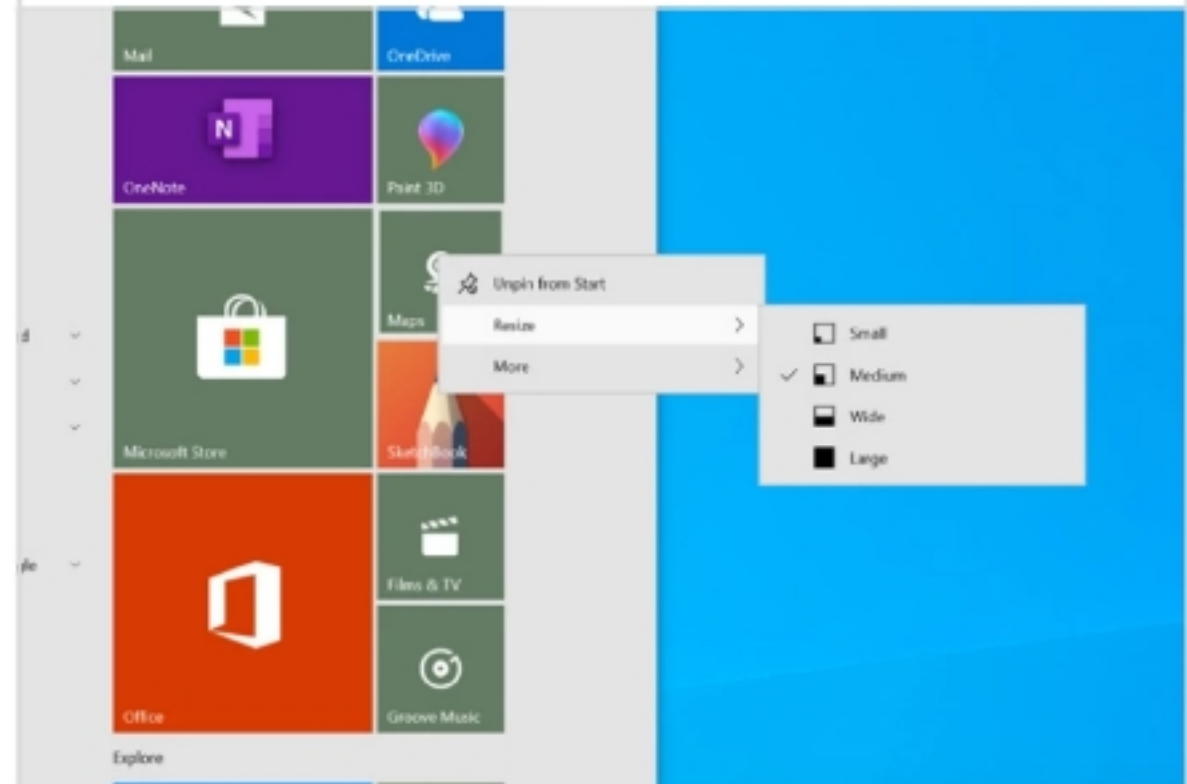 Mail
OneDrive
N
OneNote
Paint 3D
Maps
Unpin from Start
Resize
More
Small
Medium
Wide
Large
d
Microsoft Store
SketchBook
gle
Films & TV
Office
Groove Music
Explore